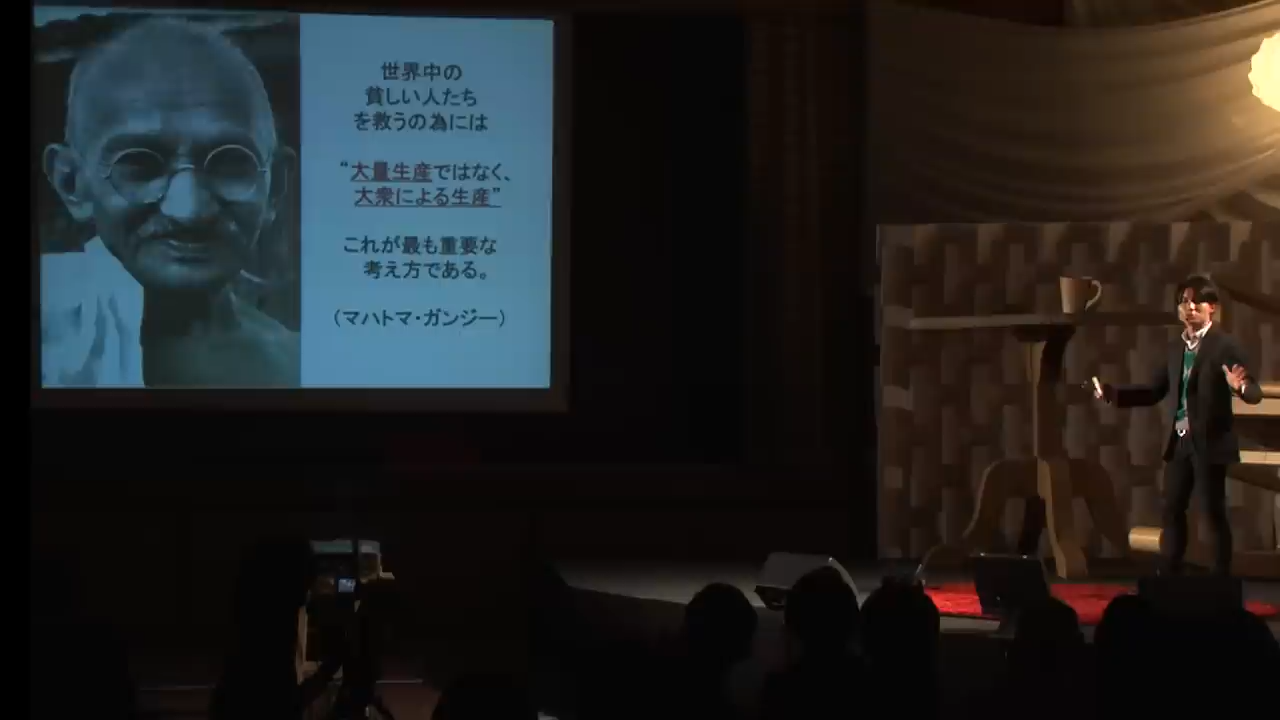 世界中の
貧しい人たち
を救うの為には
“大量生産ではなく、
大衆による生産”
これが最も重要な
考え方である。
(マハトマ・ガンジー)